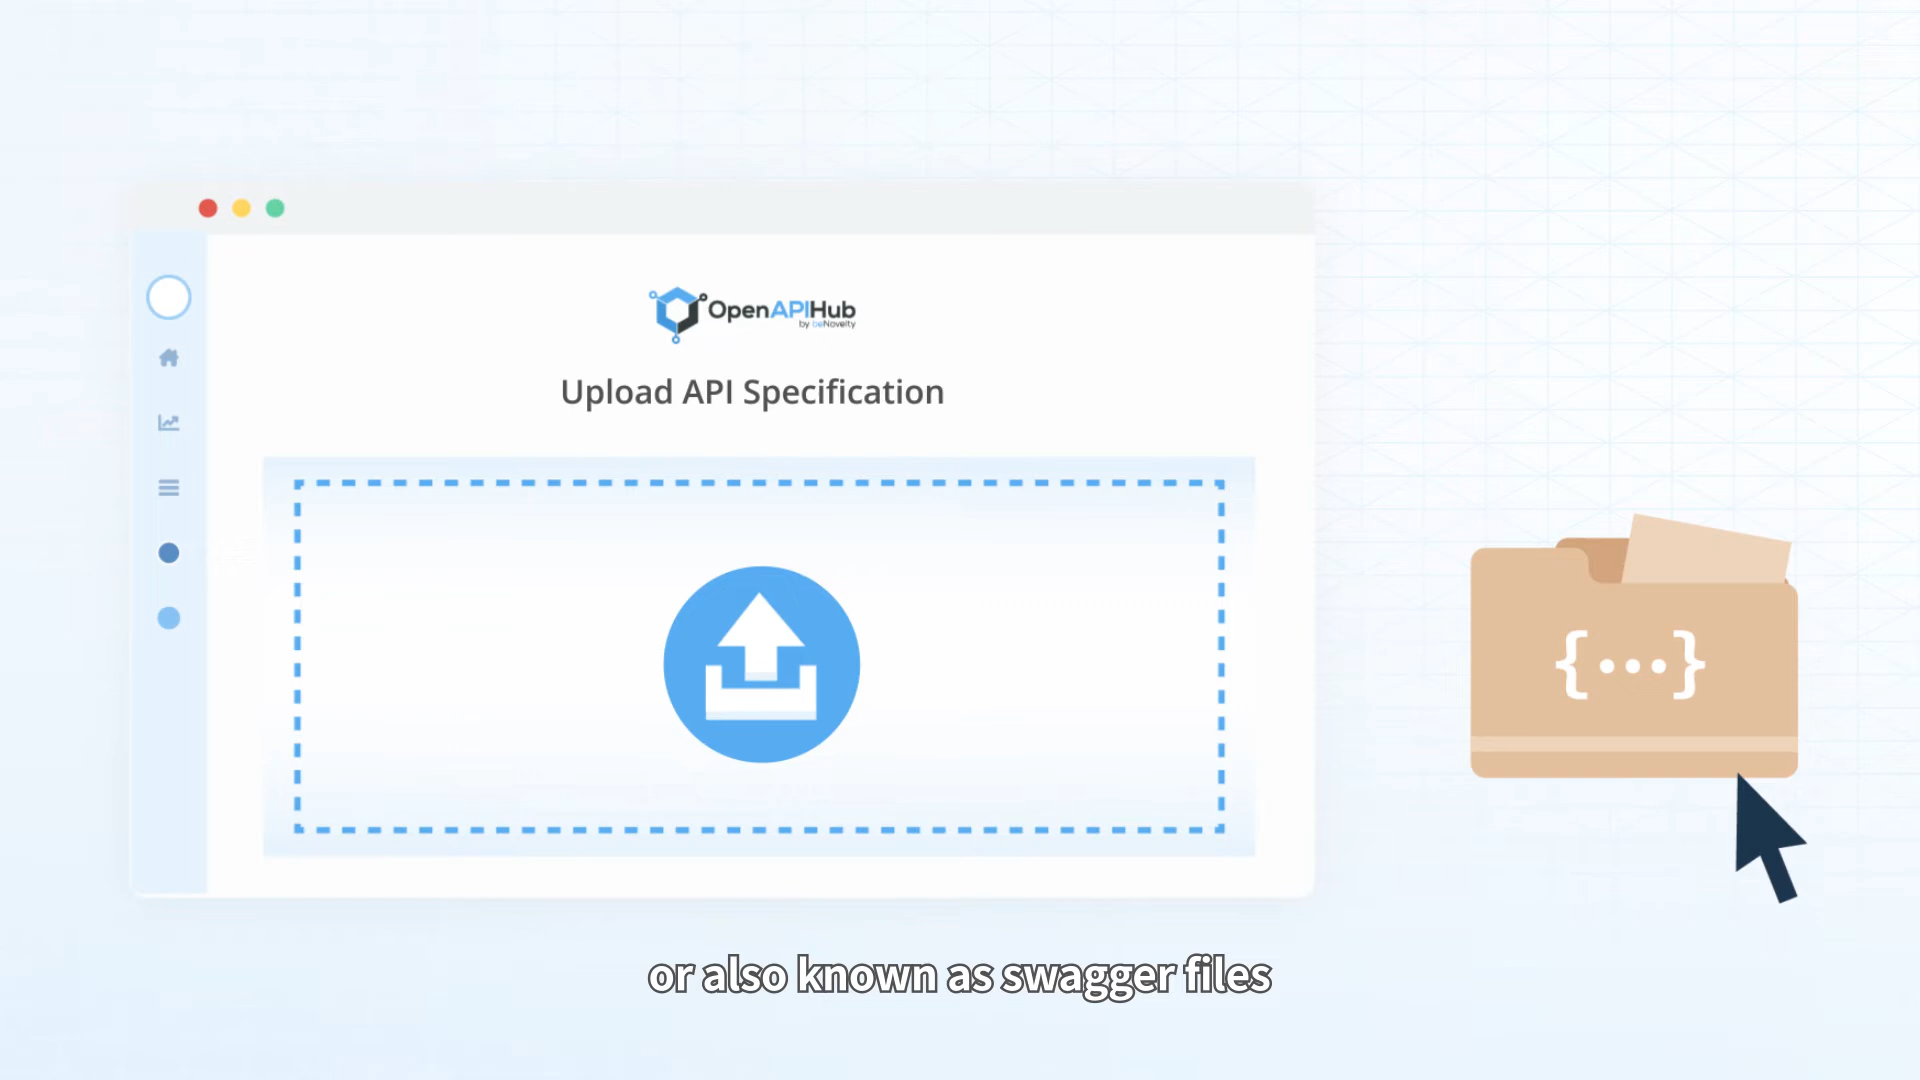 OpenAPIHub
by beNovelty
Upload API Specification
{...}
or also known as swagger files